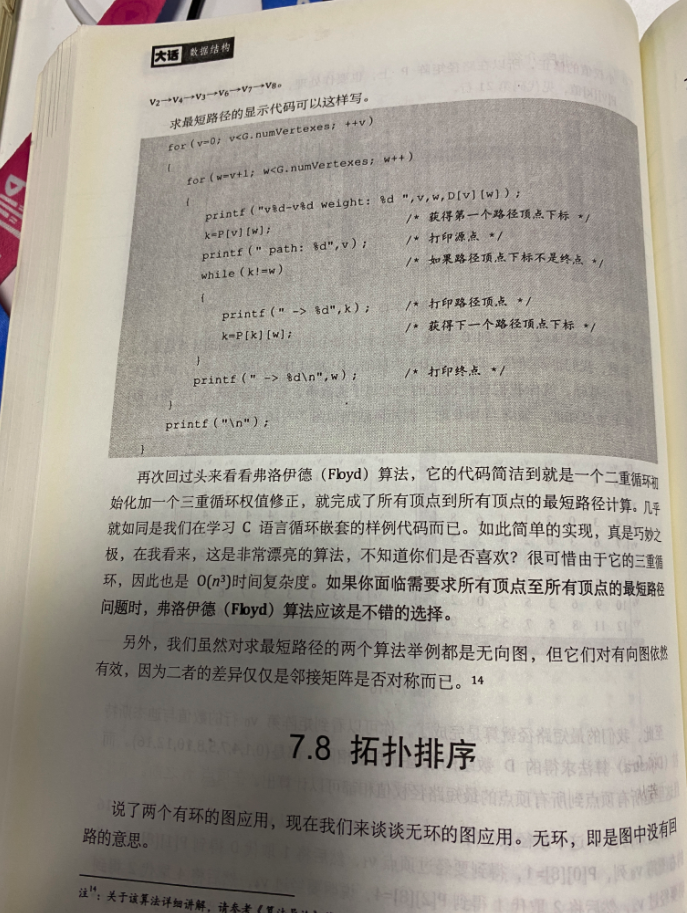 大话 数据结构
v2→v4→v3→v6→v7→v8。
求最短路径的显示代码可以这样写。
for(v=0; v<G.numVertexes; ++v)
{
for(w=v+1; w<G.numVertexes; w++)
{
printf("v%d-v%d weight: %d ",v,w,D[v][w]);
k=P[v][w]; /* 获得第一个路径顶点下标 */
printf(" path: %d",v); /* 打印源点 */
while(k!=w) /* 如果路径顶点下标不是终点 */
{
printf(" -> %d",k); /* 打印路径顶点 */
k=P[k][w]; /* 获得下一个路径顶点下标 */
}
printf(" -> %d\n",w); /* 打印终点 */
}
printf("\n");
}
再次回过头来看看弗洛伊德（Floyd）算法，它的代码简洁到就是一个二重循环初
始化加一个三重循环权值修正，就完成了所有顶点到所有顶点的最短路径计算。几乎
就如同是我们在学习 C 语言循环嵌套的样例代码而已。如此简单的实现，真是巧妙之
极，在我看来，这是非常漂亮的算法，不知道你们是否喜欢？很可惜由于它的三重循
环，因此也是 O(n³)时间复杂度。如果你面临需要求所有顶点至所有顶点的最短路径
问题时，弗洛伊德（Floyd）算法应该是不错的选择。
另外，我们虽然对求最短路径的两个算法举例都是无向图，但它们对有向图依然
有效，因为二者的差异仅仅是邻接矩阵是否对称而已。14
7.8 拓扑排序
说了两个有环的图应用，现在我们来谈谈无环的图应用。无环，即是图中没有回
路的意思。
注14：关于该算法详细讲解，请参考《算法导论